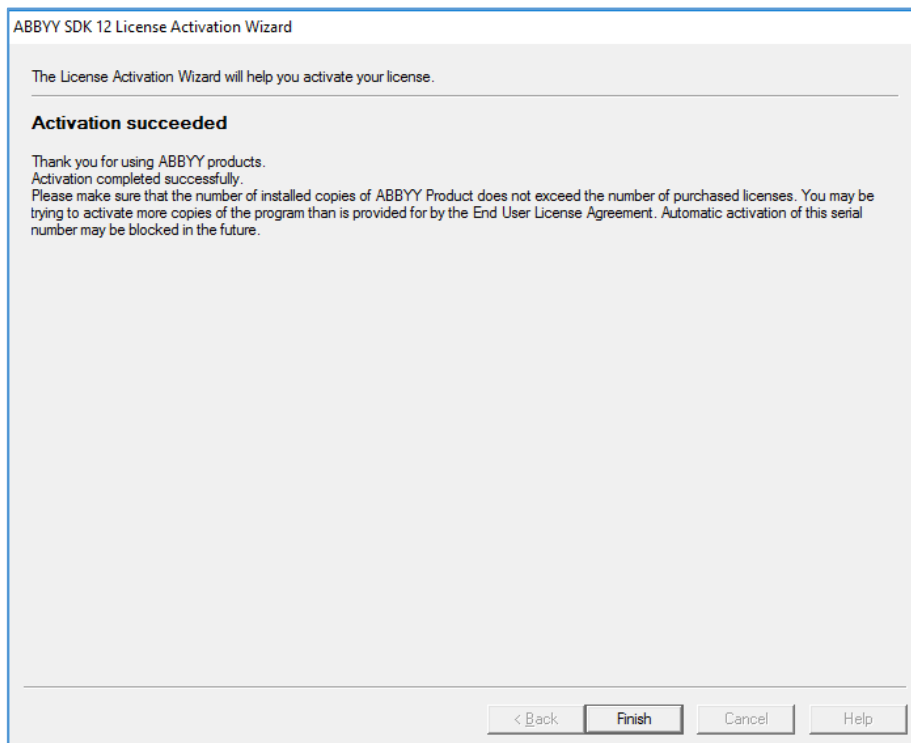 ABBYY SDK 12 License Activation Wizard
The License Activation Wizard will help you activate your license.
Activation succeeded
Thank you for using ABBYY products.
Activation completed successfully.
Please make sure that the number of installed copies of ABBYY Product does not exceed the number of purchased licenses. You may be
trying to activate more copies of the program than is provided for by the End User License Agreement. Automatic activation of this serial
number may be blocked in the future.
< Back Finish Cancel Help